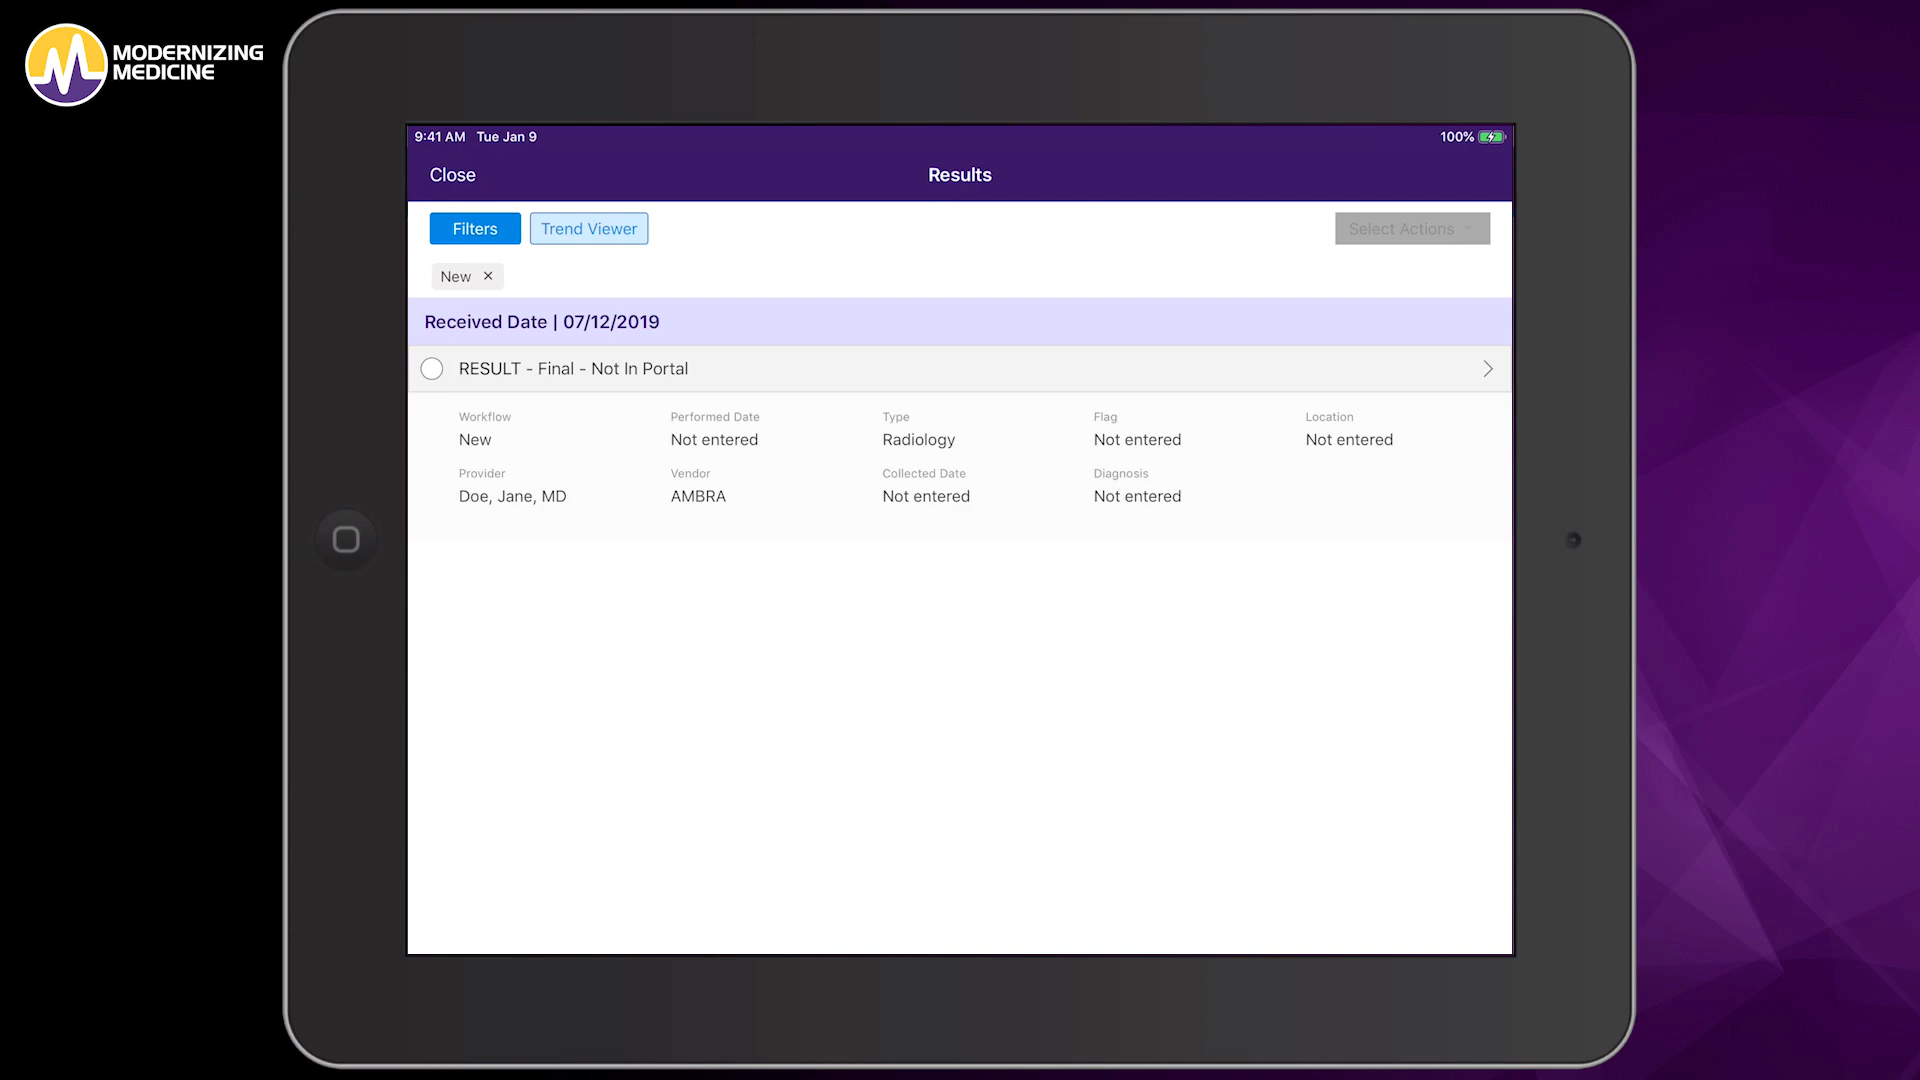 MODERNIZING
MEDICINE
9:41 AM Tue Jan 9 100%
Close Results
Filters Trend Viewer Select Actions
New ×
Received Date | 07/12/2019
RESULT - Final - Not In Portal
Workflow Performed Date Type Flag Location
New Not entered Radiology Not entered Not entered
Provider Vendor Collected Date Diagnosis
Doe, Jane, MD AMBRA Not entered Not entered